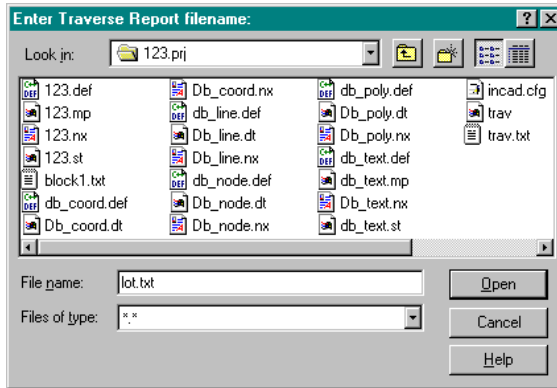 Enter Traverse Report filename:
Look in: 123.prj
123.def
123.mp
123.nx
123.st
block1.txt
db_coord.def
Db_coord.dt
Db_coord.nx
db_line.def
Db_line.dt
Db_line.nx
db_node.def
Db_node.dt
Db_node.nx
db_poly.def
Db_poly.dt
Db_poly.nx
db_text.def
db_text.mp
Db_text.nx
db_text.st
incad.cfg
trav
trav.txt
File name: lot.txt
Open
Files of type: *.*
Cancel
Help